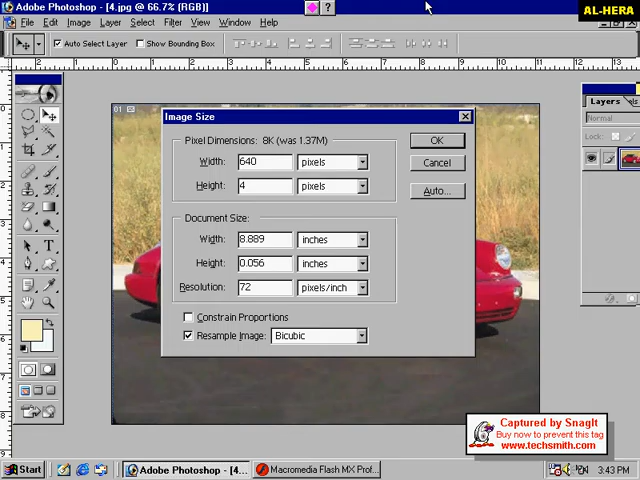 Adobe Photoshop - [4.jpg @ 66.7% (RGB)]
AL-HERA
File Edit Image Layer Select Filter View Window Help
Auto Select Layer Show Bounding Box
01
Image Size
Pixel Dimensions: 8K (was 1.37M)
Width: 640 pixels
Height: 4 pixels
OK
Cancel
Auto...
Document Size:
Width: 8.889 inches
Height: 0.056 inches
Resolution: 72 pixels/inch
Constrain Proportions
Resample Image: Bicubic
Layers
Normal
Lock:
Captured by SnagIt
Buy now to prevent this tag
www.techsmith.com
Start
Adobe Photoshop - [4...
Macromedia Flash MX Prof...
3:43 PM